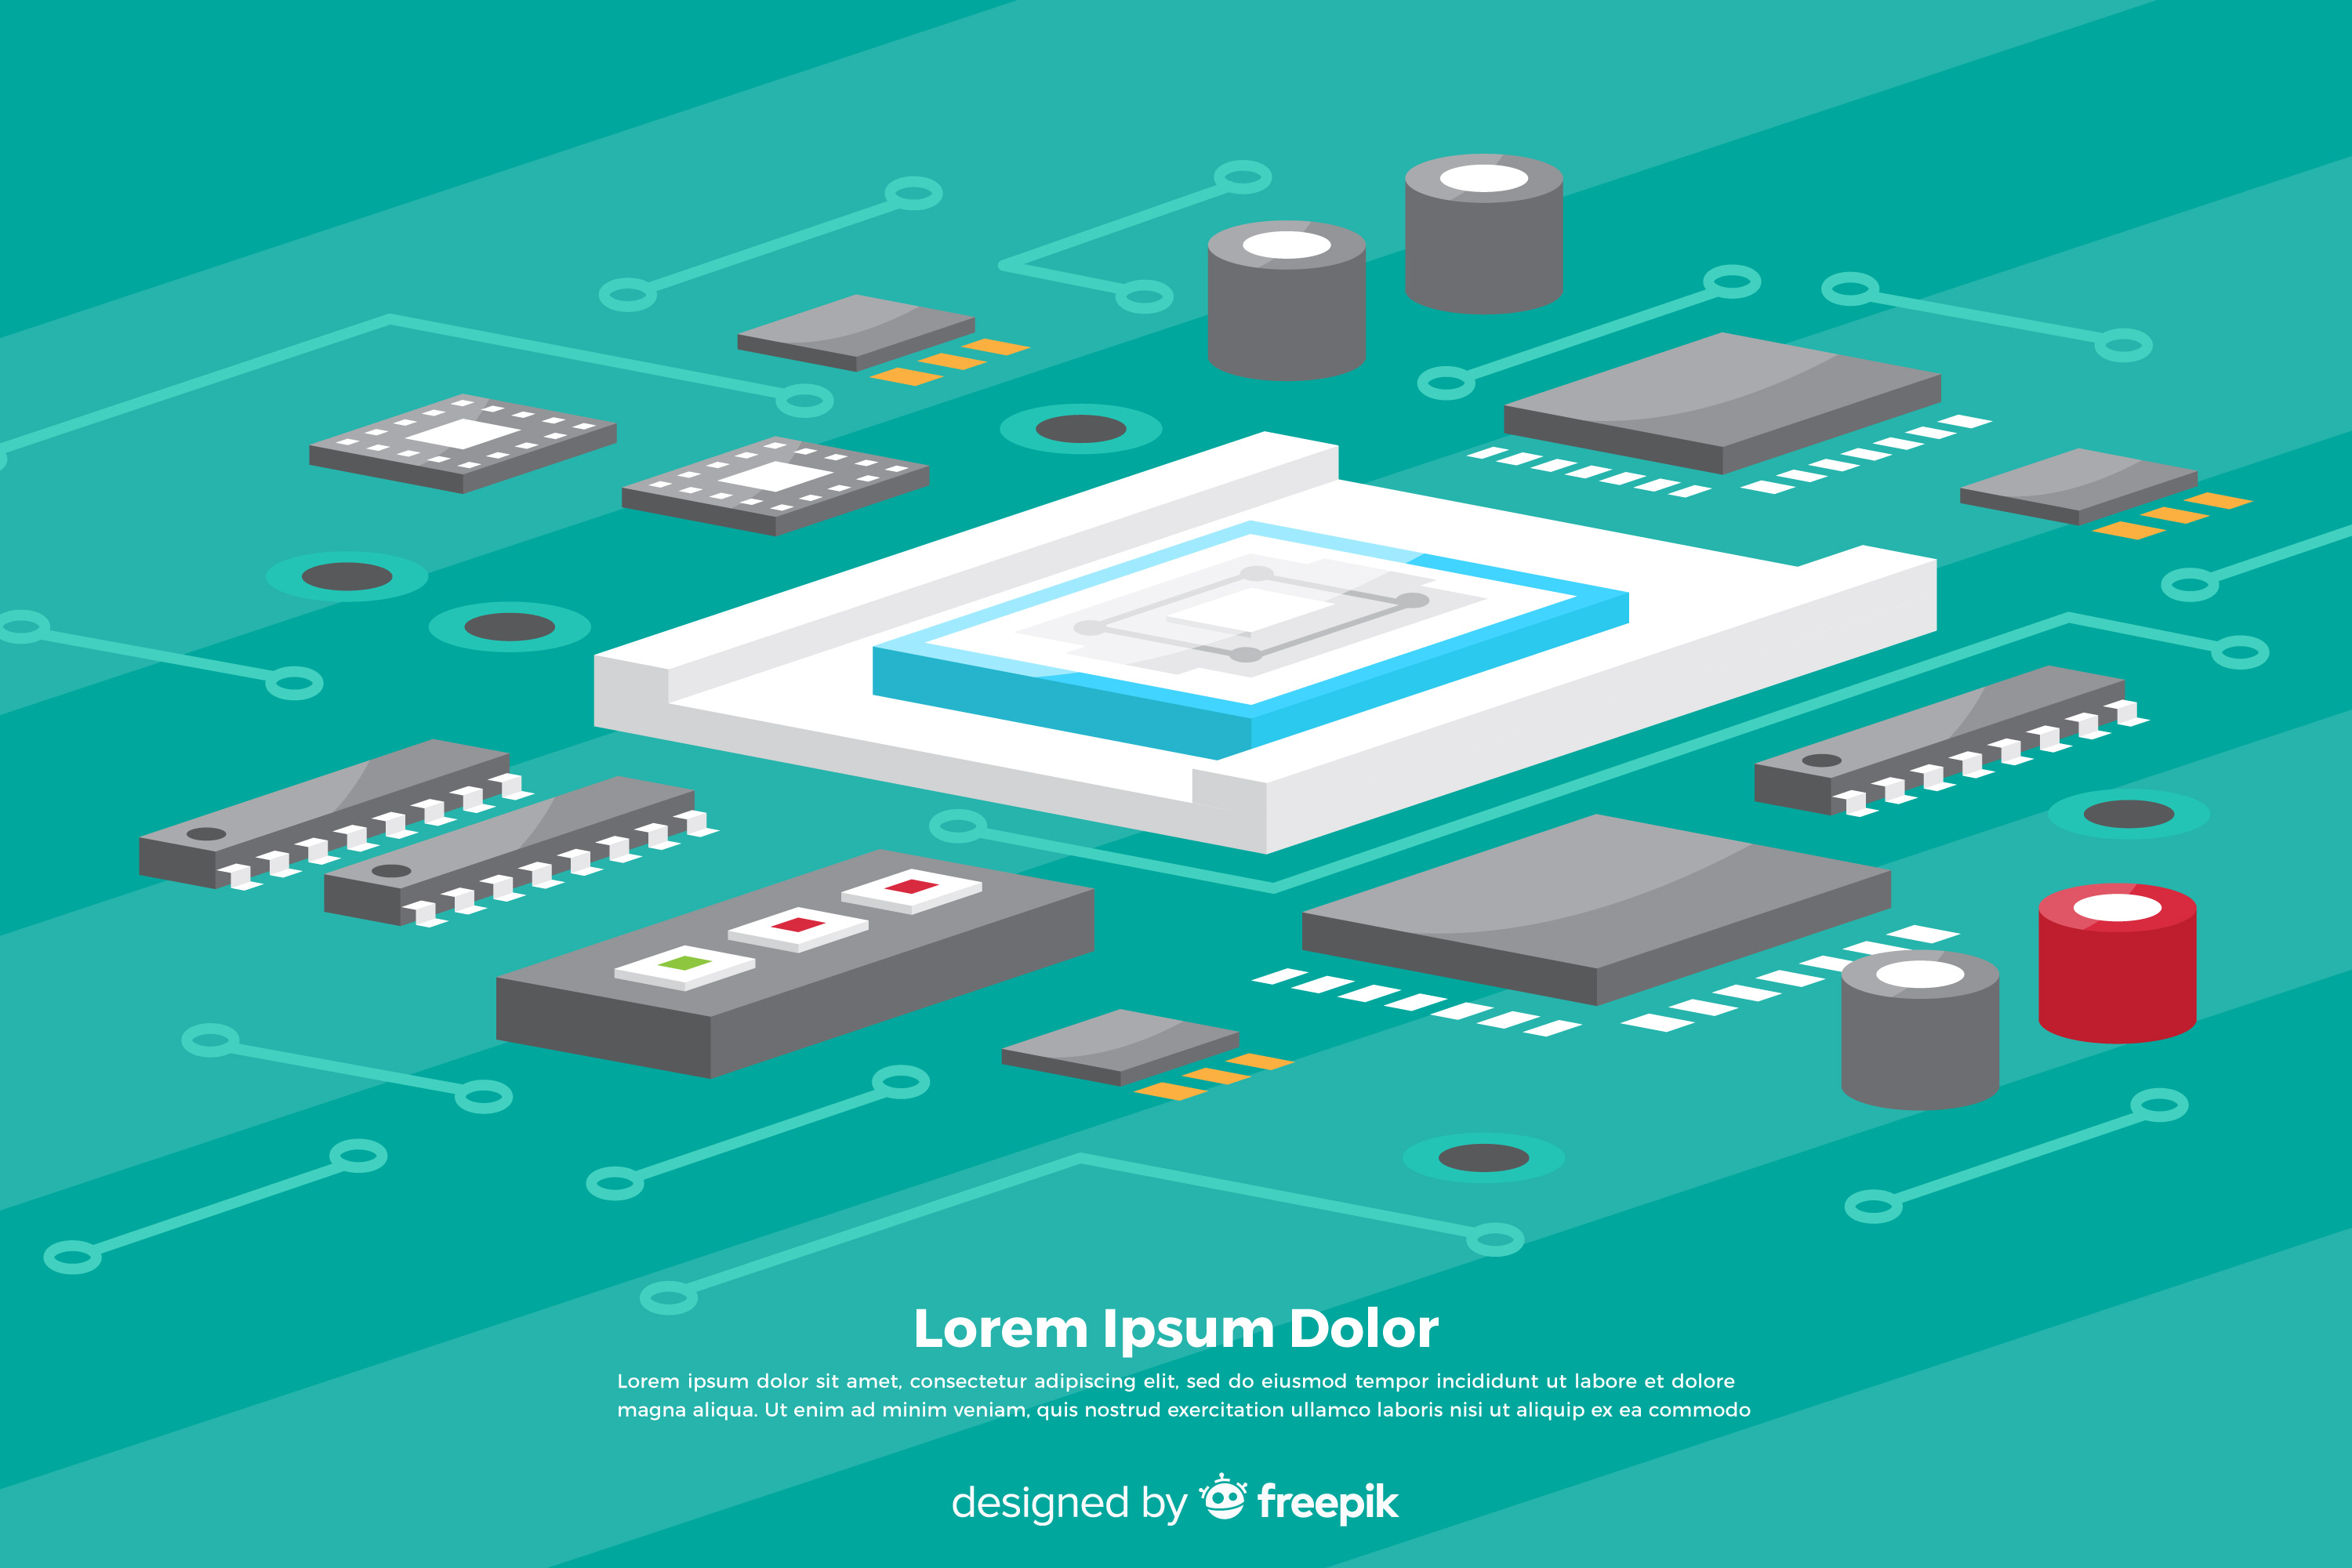 Lorem Ipsum Dolor
Lorem ipsum dolor sit amet, consectetur adipiscing elit, sed do eiusmod tempor incididunt ut labore et dolore
magna aliqua. Ut enim ad minim veniam, quis nostrud exercitation ullamco laboris nisi ut aliquip ex ea commodo
designed by freepik